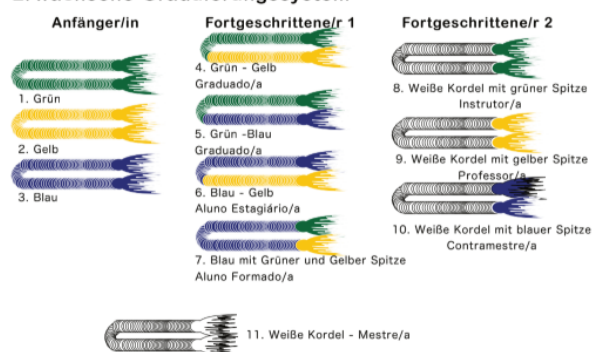 Anfänger/in
1. Grün
2. Gelb
3. Blau
Fortgeschrittene/r 1
4. Grün - Gelb
Graduado/a
5. Grün -Blau
Graduado/a
6. Blau - Gelb
Aluno Estagiário/a
7. Blau mit Grüner und Gelber Spitze
Aluno Formado/a
Fortgeschrittene/r 2
8. Weiße Kordel mit grüner Spitze
Instrutor/a
9. Weiße Kordel mit gelber Spitze
Professor/a
10. Weiße Kordel mit blauer Spitze
Contramestre/a
11. Weiße Kordel - Mestre/a